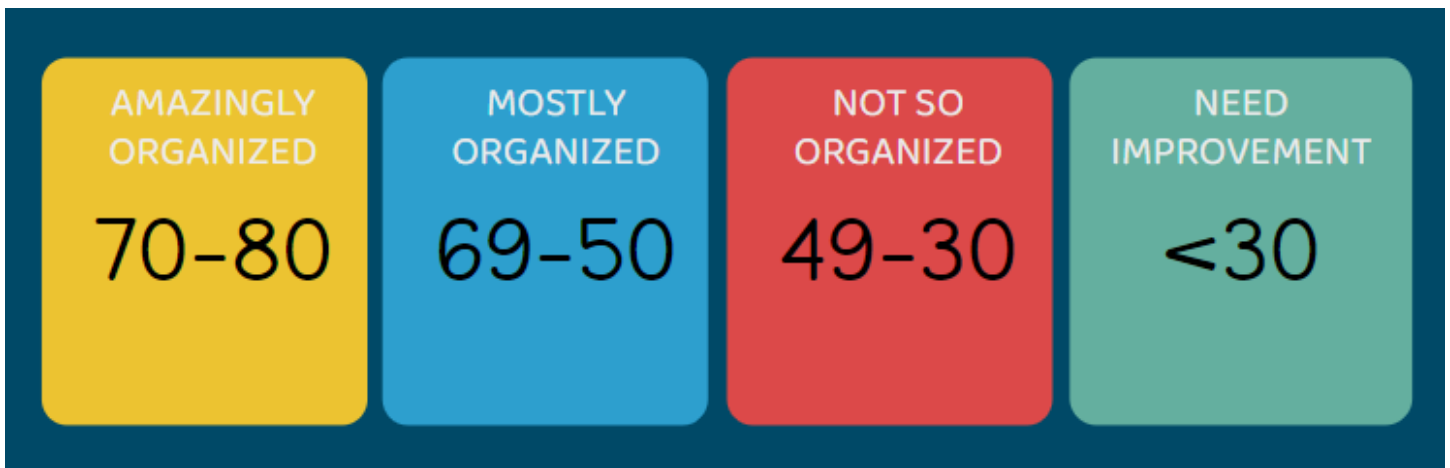 AMAZINGLY
ORGANIZED
70-80
MOSTLY
ORGANIZED
69-50
NOT SO
ORGANIZED
49-30
NEED
IMPROVEMENT
<30